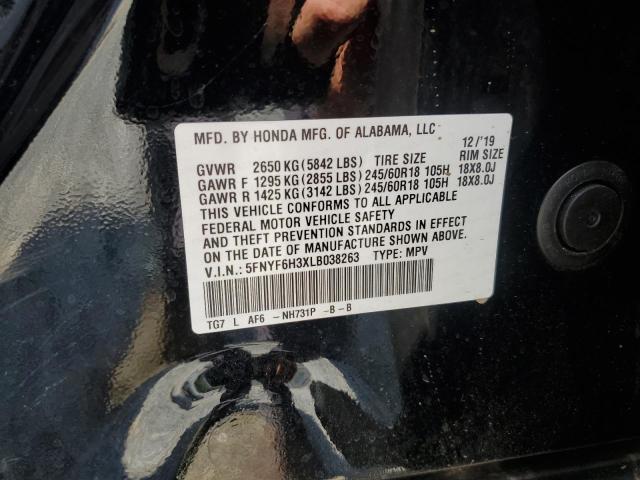 MFD. BY HONDA MFG. OF ALABAMA, LLC 12/'19
GVWR 2650 KG (5842 LBS) TIRE SIZE RIM SIZE
GAWR F 1295 KG (2855 LBS) 245/60R18 105H 18X8.0J
GAWR R 1425 KG (3142 LBS) 245/60R18 105H 18X8.0J
THIS VEHICLE CONFORMS TO ALL APPLICABLE
FEDERAL MOTOR VEHICLE SAFETY
AND THEFT PREVENTION STANDARDS IN EFFECT
ON THE DATE OF MANUFACTURE SHOWN ABOVE.
V.I.N.: 5FNYF6H3XLB038263 TYPE: MPV
TG7 L AF6 -NH731P -B-B